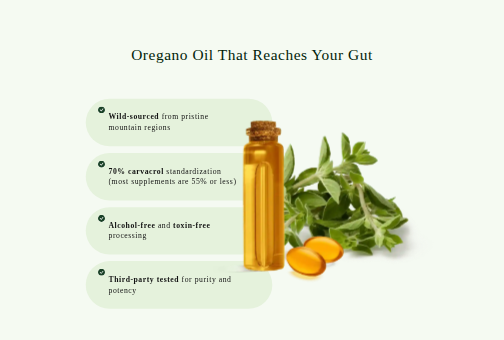 Oregano Oil That Reaches Your Gut
Wild-sourced from pristine
mountain regions
70% carvacrol standardization
(most supplements are 55% or less)
Alcohol-free and toxin-free
processing
Third-party tested for purity and
potency